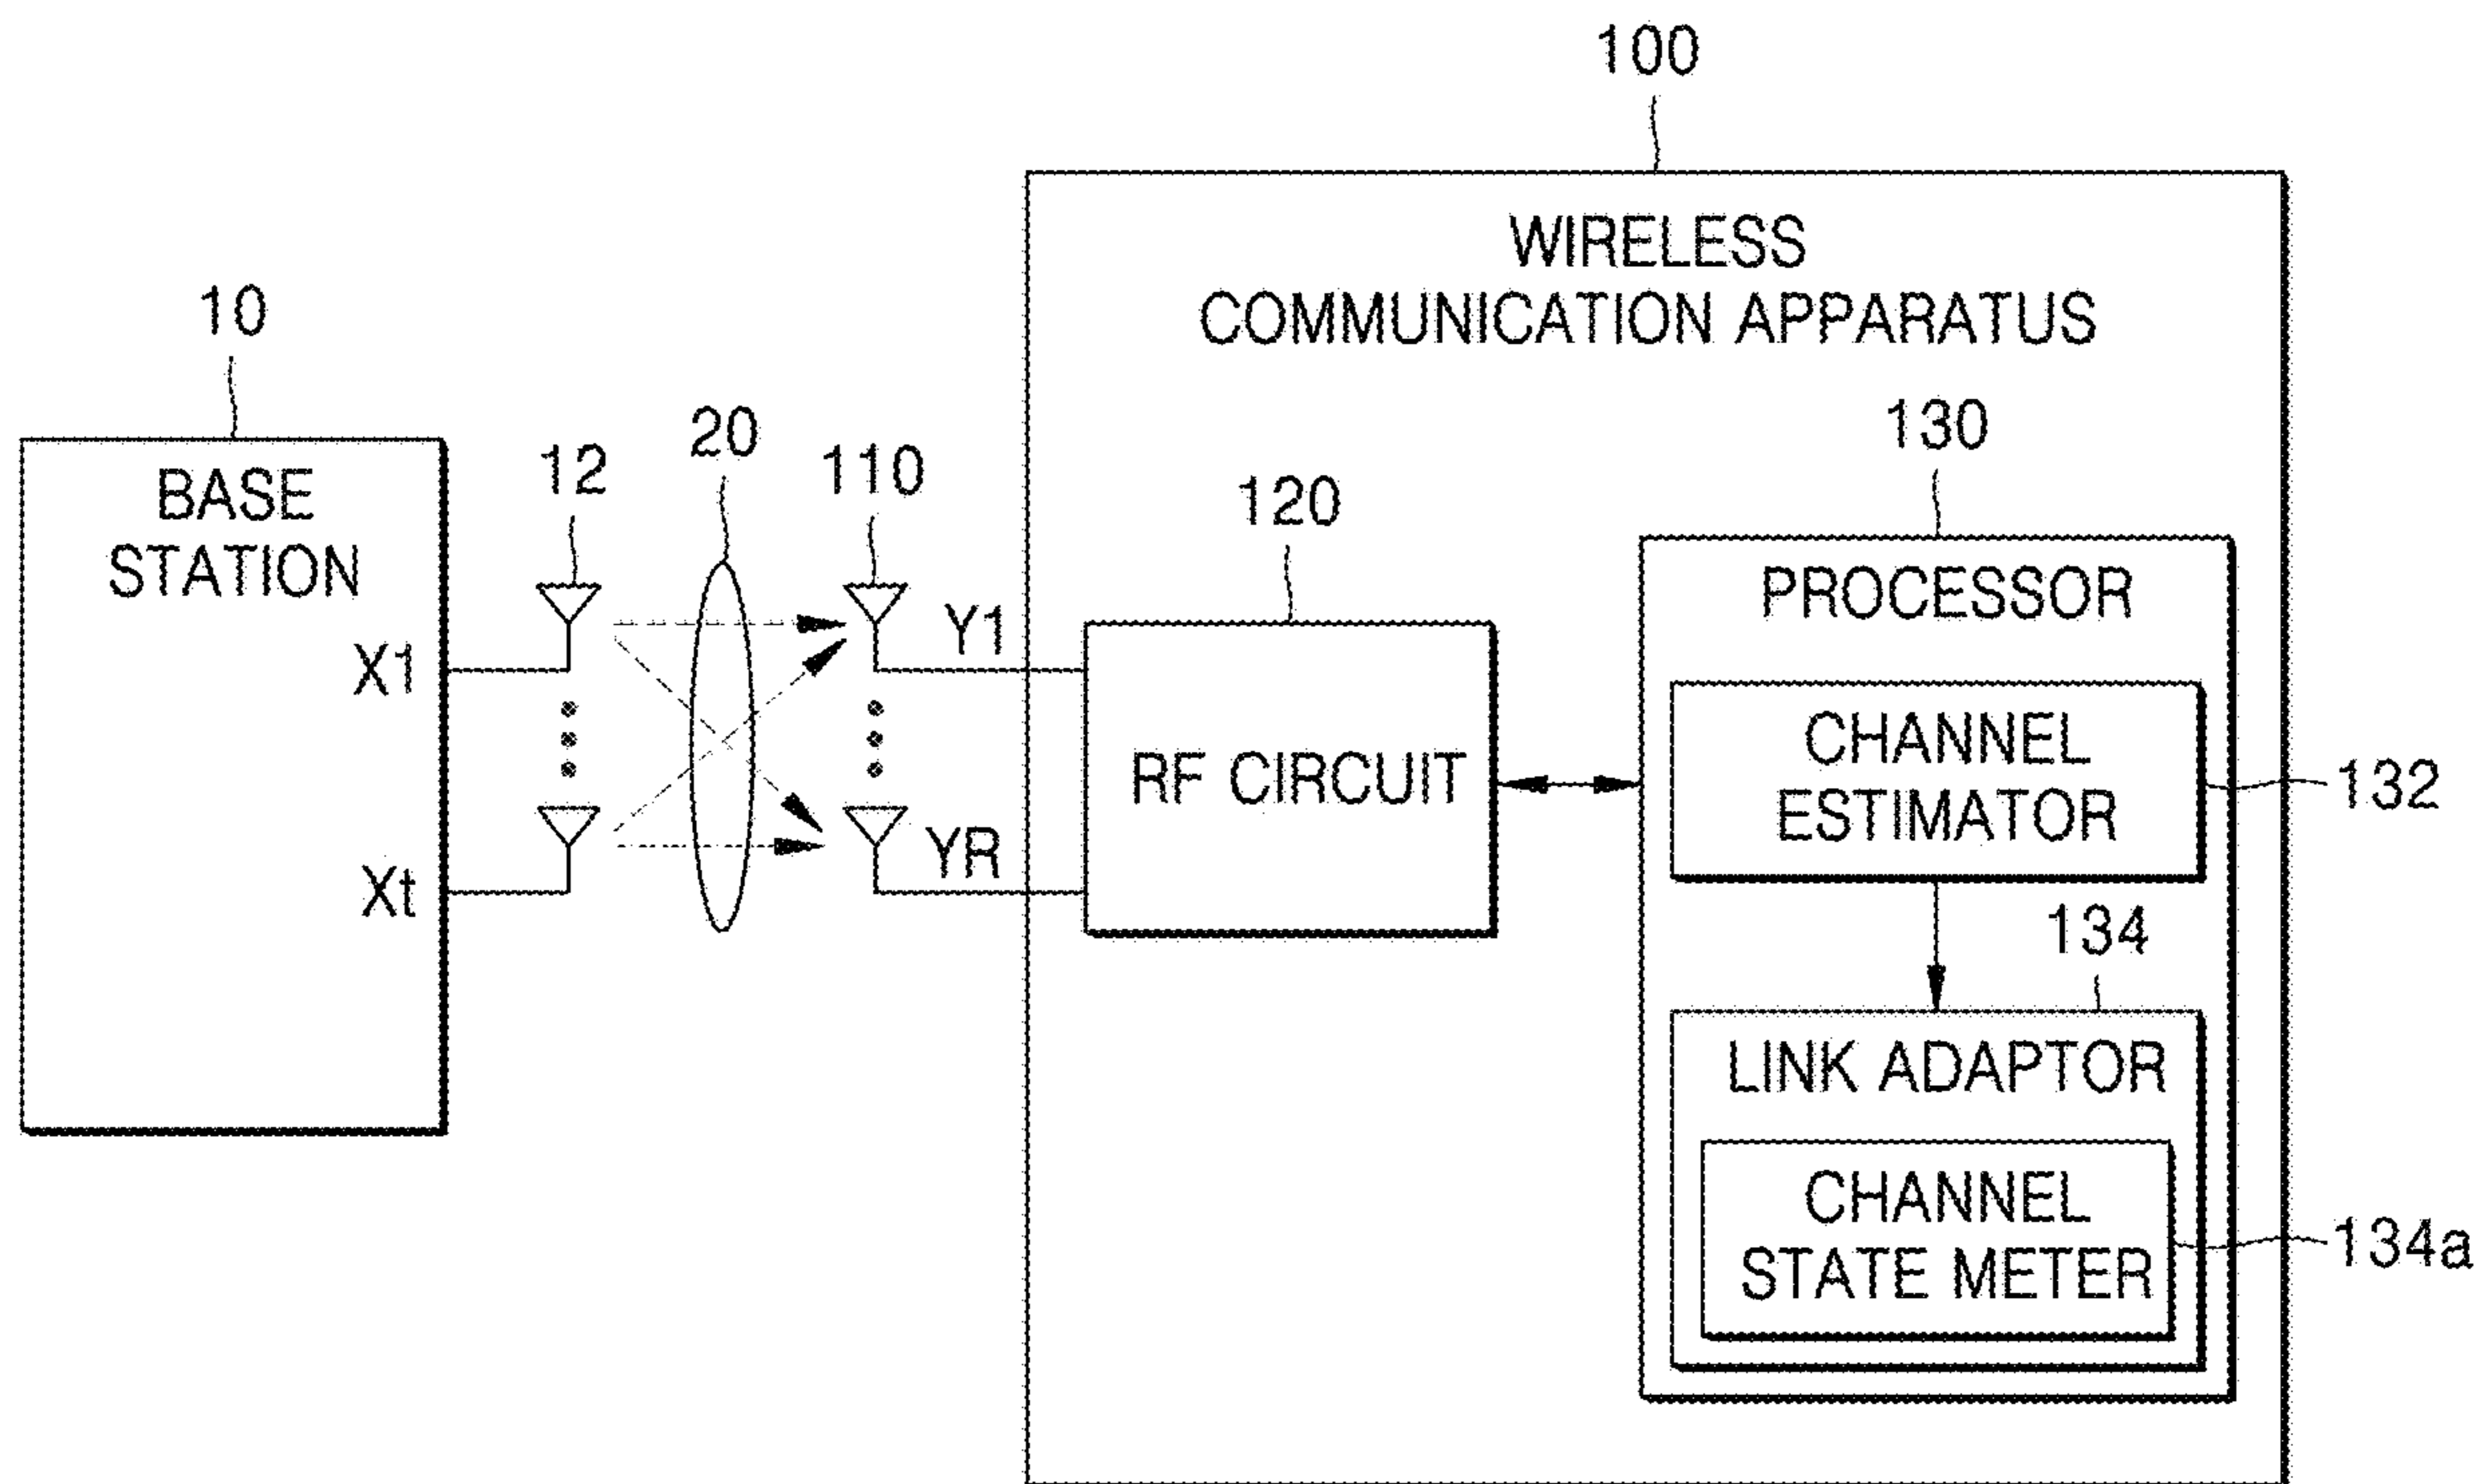 100
WIRELESS
COMMUNICATION APPARATUS
10
BASE
STATION
12
20
110
120
130
X1
Xt
Y1
YR
RF CIRCUIT
PROCESSOR
CHANNEL
ESTIMATOR
132
134
LINK ADAPTOR
CHANNEL
STATE METER
134a